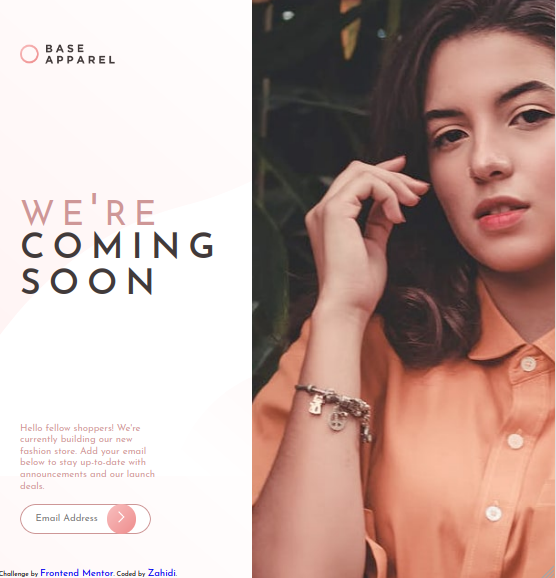 BASE
APPAREL
WE'RE
COMING
SOON
Hello fellow shoppers! We're
currently building our new
fashion store. Add your email
below to stay up-to-date with
announcements and our launch
deals.
Email Address
Challenge by Frontend Mentor. Coded by Zahidi.